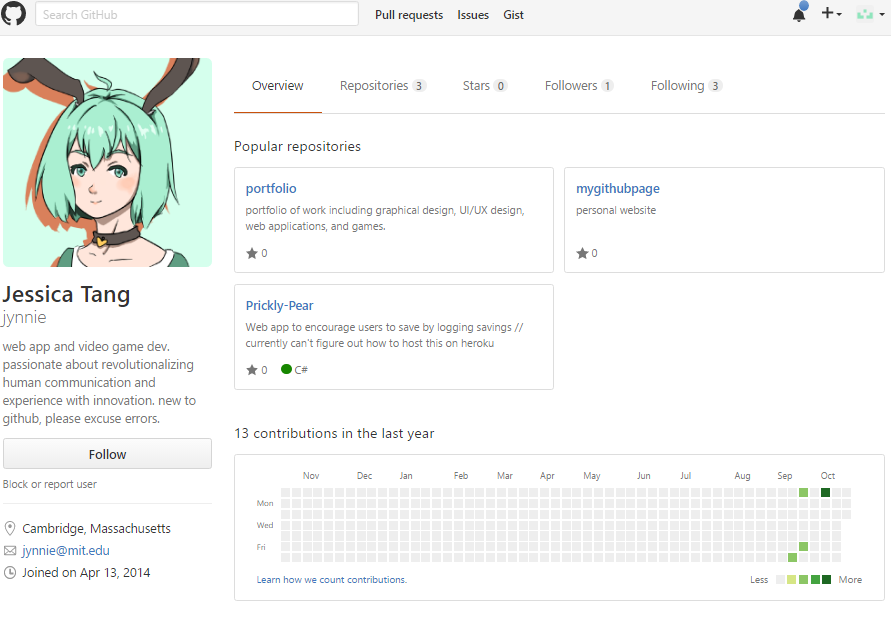 Search GitHub Pull requests Issues Gist
Overview Repositories 3 Stars 0 Followers 1 Following 3
Popular repositories
portfolio
portfolio of work including graphical design, UI/UX design,
web applications, and games.
0
mygithubpage
personal website
0
Prickly-Pear
Web app to encourage users to save by logging savings //
currently can't figure out how to host this on heroku
0 C#
Jessica Tang
jynnie
web app and video game dev.
passionate about revolutionalizing
human communication and
experience with innovation. new to
github, please excuse errors.
Follow
Block or report user
Cambridge, Massachusetts
jynnie@mit.edu
Joined on Apr 13, 2014
13 contributions in the last year
Nov Dec Jan Feb Mar Apr May Jun Jul Aug Sep Oct
Mon
Wed
Fri
Learn how we count contributions. Less More